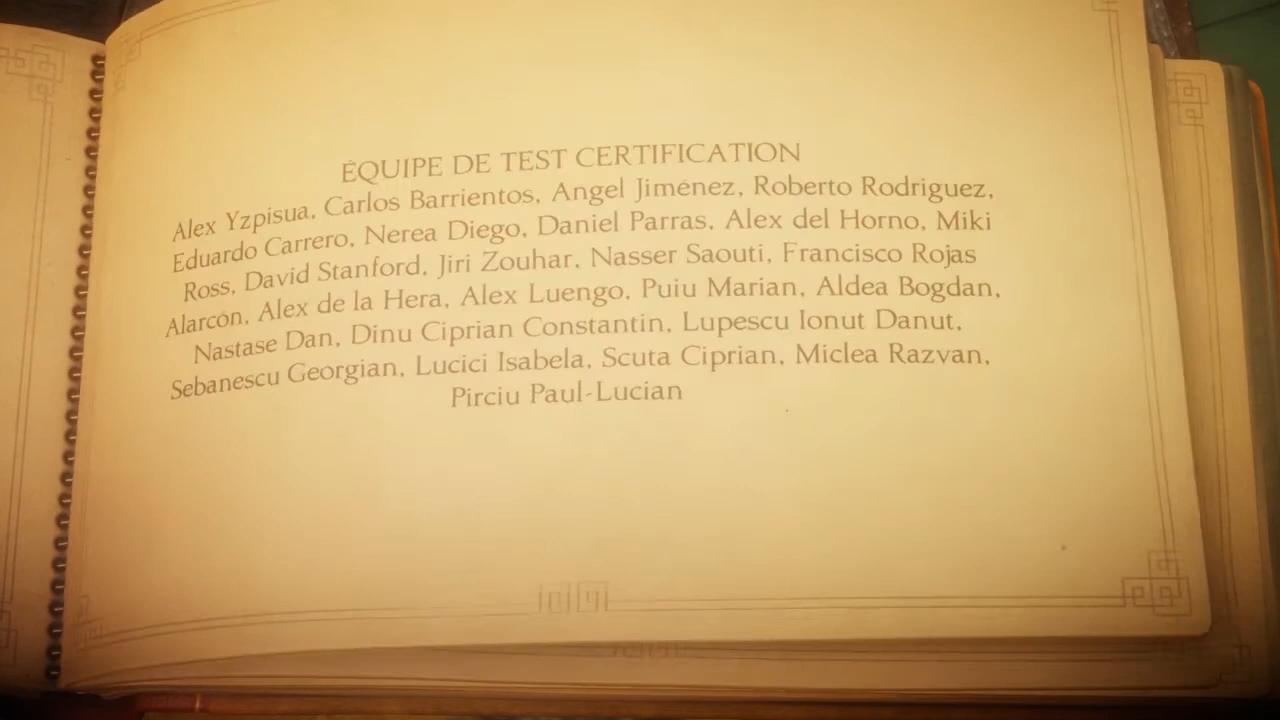 ÉQUIPE DE TEST CERTIFICATION
Alex Yzpisua, Carlos Barrientos, Angel Jiménez, Roberto Rodriguez,
Eduardo Carrero, Nerea Diego, Daniel Parras, Alex del Horno, Miki
Ross, David Stanford, Jiri Zouhar, Nasser Saouti, Francisco Rojas
Alarcón, Alex de la Hera, Alex Luengo, Puiu Marian, Aldea Bogdan,
Nastase Dan, Dinu Ciprian Constantin, Lupescu Ionut Danut,
Sebanescu Georgian, Lucici Isabela, Scuta Ciprian, Miclea Razvan,
Pirciu Paul-Lucian